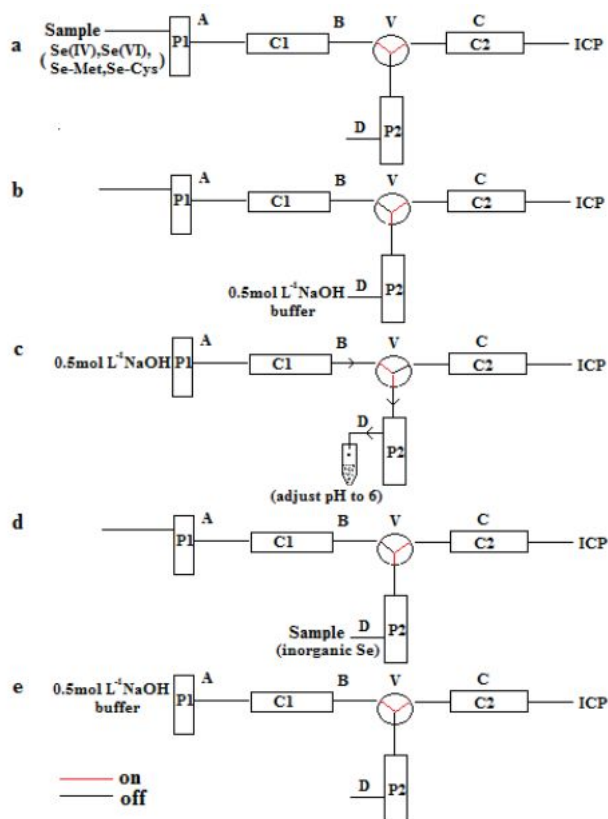 a
Sample
(Se(IV),Se(VI),
Se-Met,Se-Cys)
P1
A
C1
B
V
C
C2
ICP
D
P2
b
P1
A
C1
B
V
C
C2
ICP
0.5mol L⁻¹NaOH
buffer
D
P2
c
0.5mol L⁻¹NaOH
P1
A
C1
B
V
C
C2
ICP
D
P2
(adjust pH to 6)
d
P1
A
C1
B
V
C
C2
ICP
Sample
(inorganic Se)
D
P2
e
0.5mol L⁻¹NaOH
buffer
P1
A
C1
B
V
C
C2
ICP
D
P2
on
off